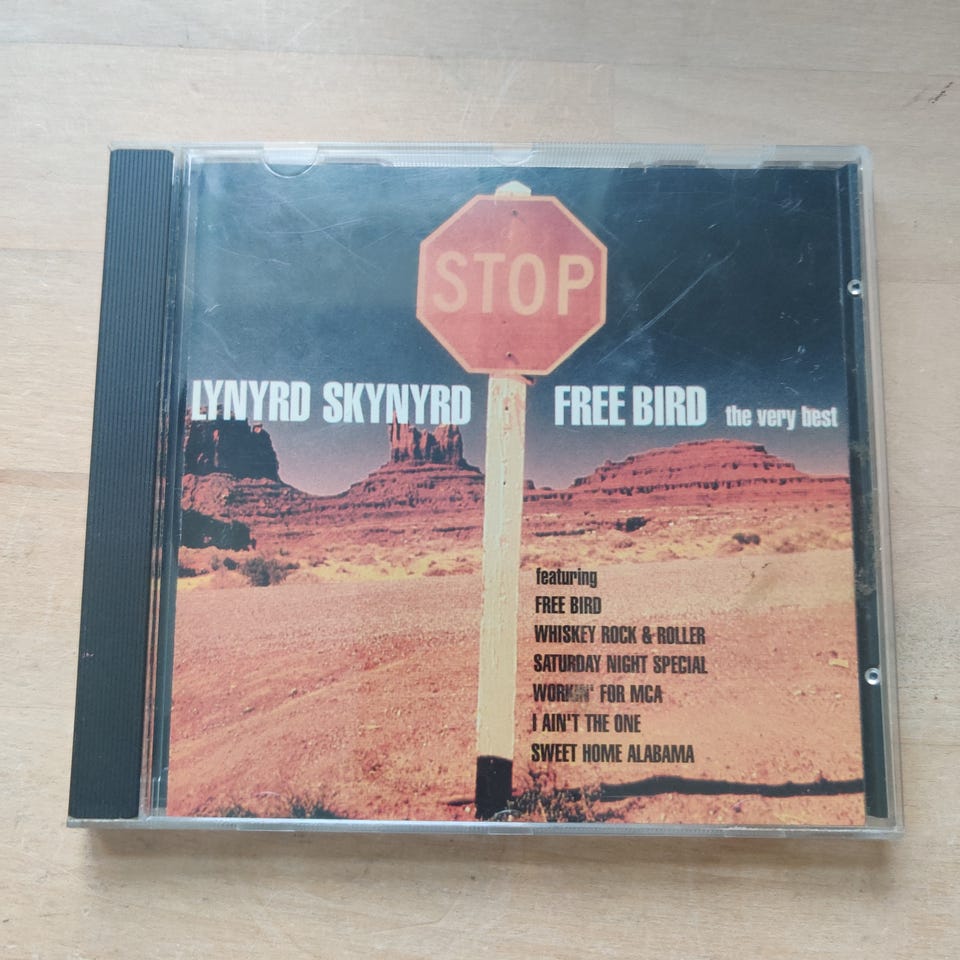 STOP
LYNYRD SKYNYRD FREE BIRD the very best
featuring
FREE BIRD
WHISKEY ROCK & ROLLER
SATURDAY NIGHT SPECIAL
WORKIN' FOR MCA
I AIN'T THE ONE
SWEET HOME ALABAMA